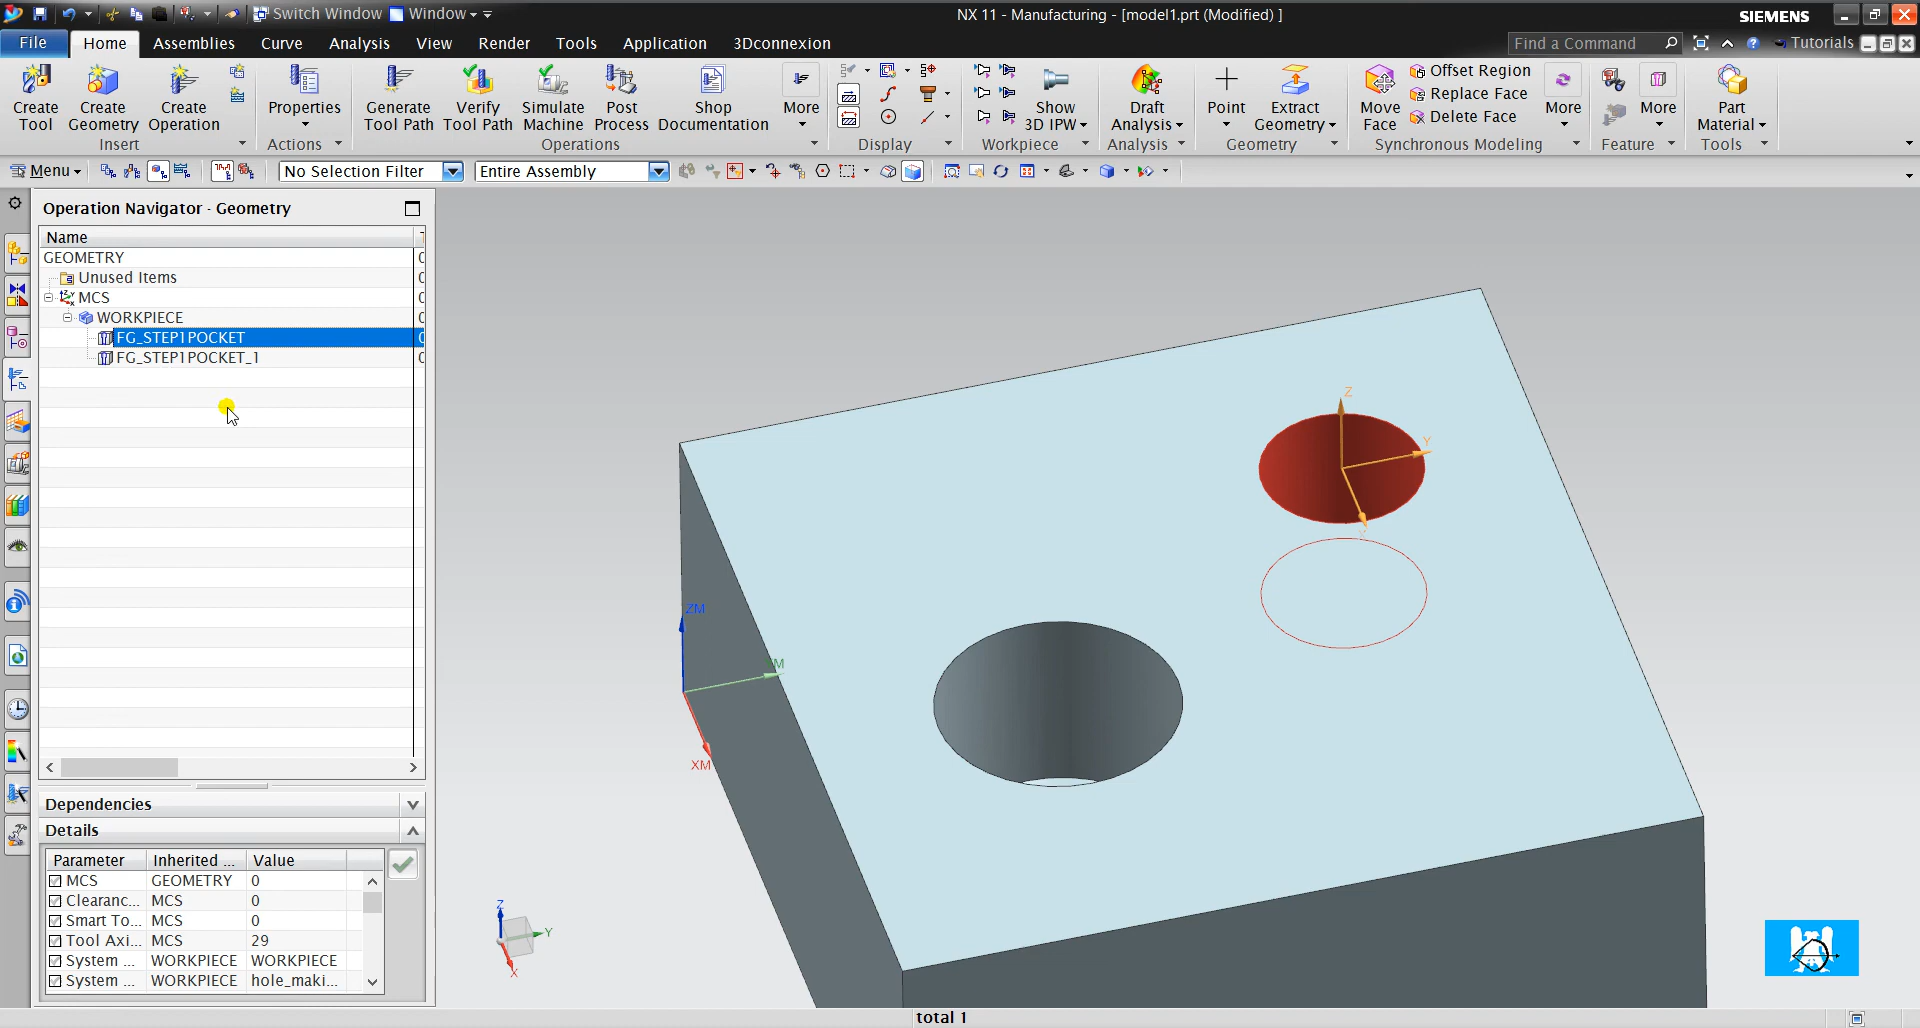 Switch Window Window NX 11 - Manufacturing - [model1.prt (Modified) ] SIEMENS
File Home Assemblies Curve Analysis View Render Tools Application 3Dconnexion Find a Command Tutorials
Create Tool
Create Geometry
Create Operation
Insert
Properties
Actions
Generate Tool Path
Verify Tool Path
Simulate Machine
Post Process
Shop Documentation
More
Operations
Display
Show 3D IPW
Workpiece
Draft Analysis
Analysis
Point
Extract Geometry
Geometry
Move Face
Offset Region
Replace Face
Delete Face
More
Synchronous Modeling
More
Feature
Part Material
Tools
Menu No Selection Filter Entire Assembly
Operation Navigator - Geometry
Name
GEOMETRY
Unused Items
MCS
WORKPIECE
FG_STEP1POCKET
FG_STEP1POCKET_1
Dependencies
Details
Parameter Inherited ... Value
MCS GEOMETRY 0
Clearanc... MCS 0
Smart To... MCS 0
Tool Axi... MCS 29
System ... WORKPIECE WORKPIECE
System ... WORKPIECE hole_maki...
Z
Y
ZM
XM
Z
Y
X
total 1